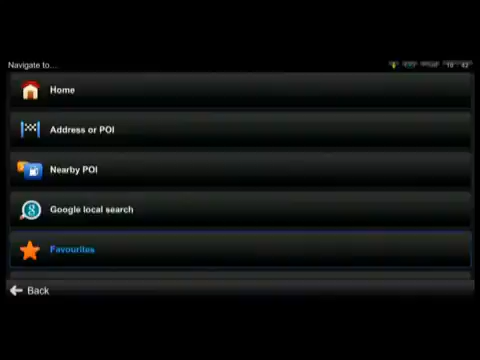 Navigate to...
Home
Address or POI
Nearby POI
Google local search
Favourites
Back